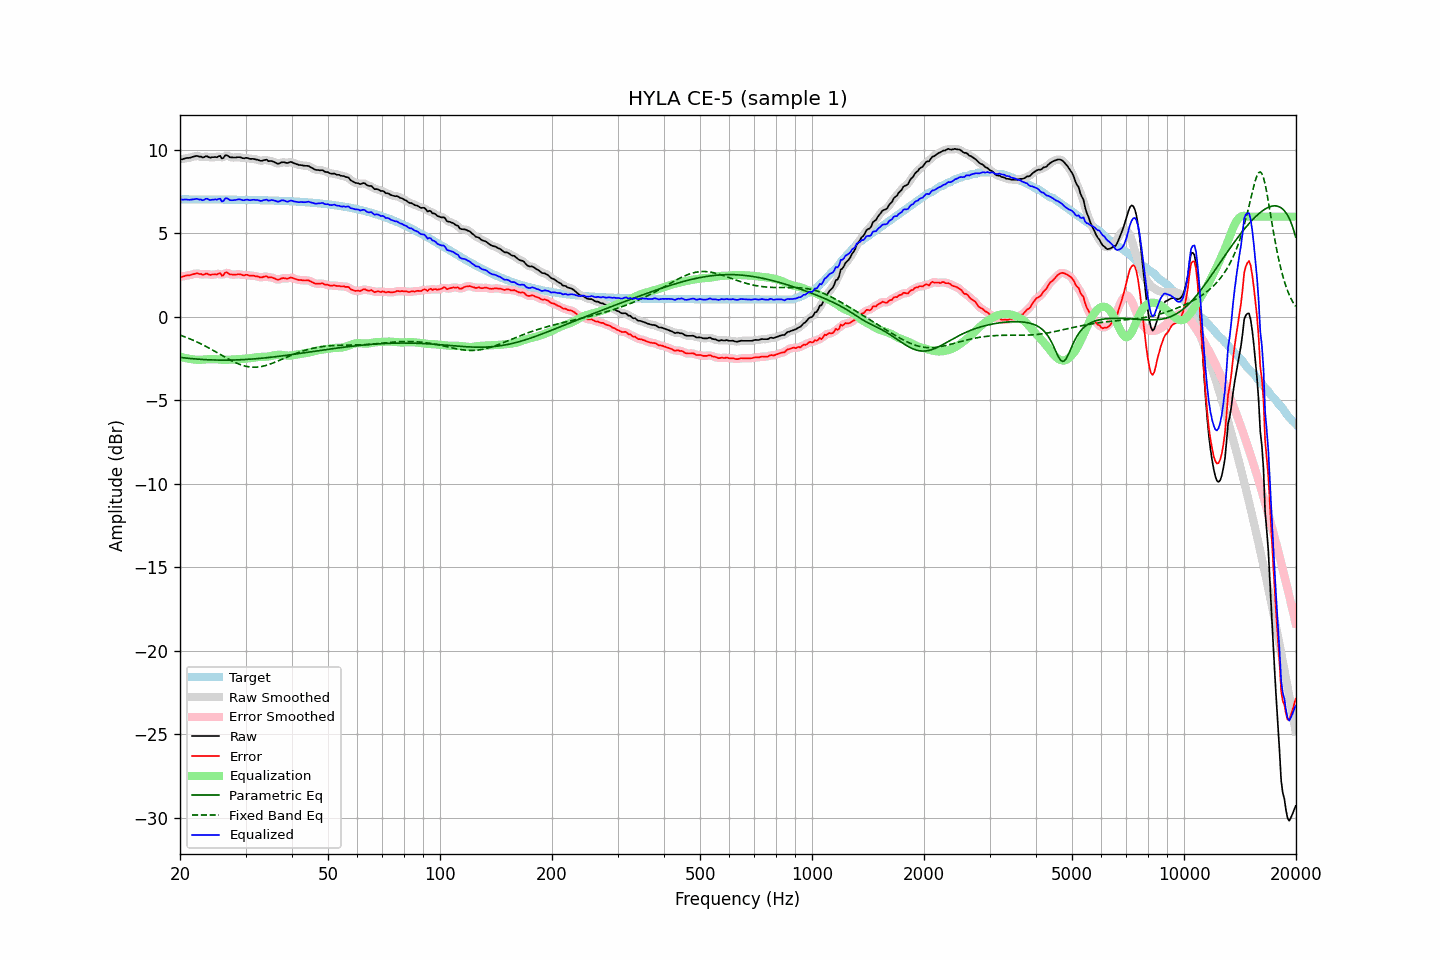 HYLA CE-5 (sample 1)
10
5
0
−5
−10
−15
−20
−25
−30
Amplitude (dBr)
Target
Raw Smoothed
Error Smoothed
Raw
Error
Equalization
Parametric Eq
Fixed Band Eq
Equalized
20 50 100 200 500 1000 2000 5000 10000 20000
Frequency (Hz)